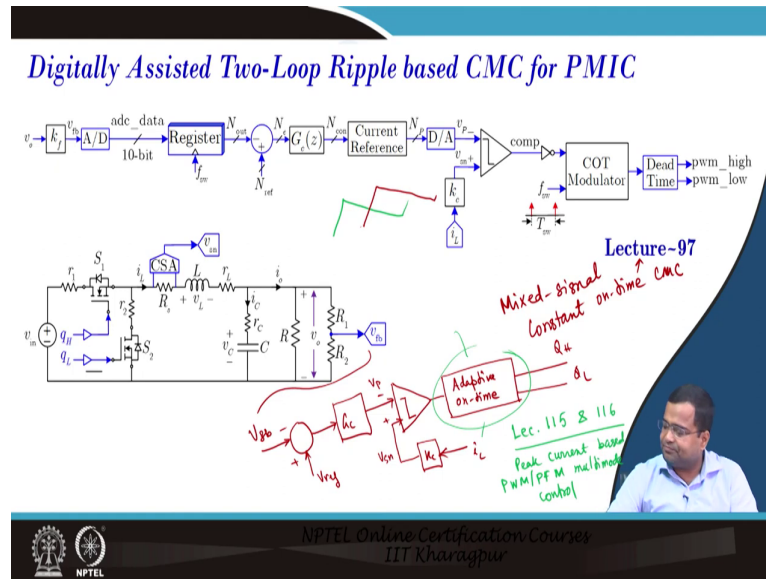 Digitally Assisted Two-Loop Ripple based CMC for PMIC
v_o k_f v_fb A/D adc_data 10-bit Register f_sw N_out N_ref N_e G_c(z) N_con Current Reference N_p D/A v_p v_sn comp COT Modulator f_sw T_sw Dead Time pwm_high pwm_low
k_c
i_L
Lecture~97
Mixed-signal
Constant on-time CMC
v_in r_1 S_1 q_H q_L r_2 S_2 i_L CSA v_sn R_s L + v_L - r_L i_C r_C + v_C - C i_o R + v_o - R_1 R_2 v_fb
V_fb - + V_ref G_c V_P - + V_sn K_c i_L
Adaptive on-time
Q_H
Q_L
Lec. 115 & 116
Peak current based
PWM/PFM multimode
control
NPTEL
NPTEL Online Certification Courses
IIT Kharagpur